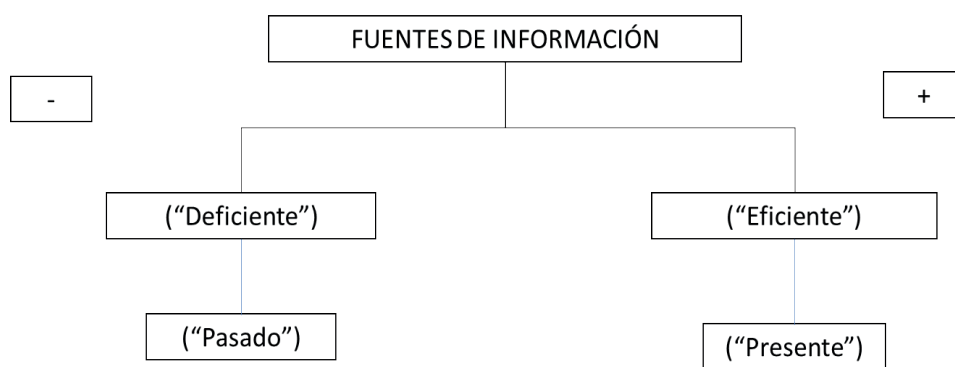 FUENTES DE INFORMACIÓN
-
+
(“Deficiente”)
(“Eficiente”)
(“Pasado”)
(“Presente”)